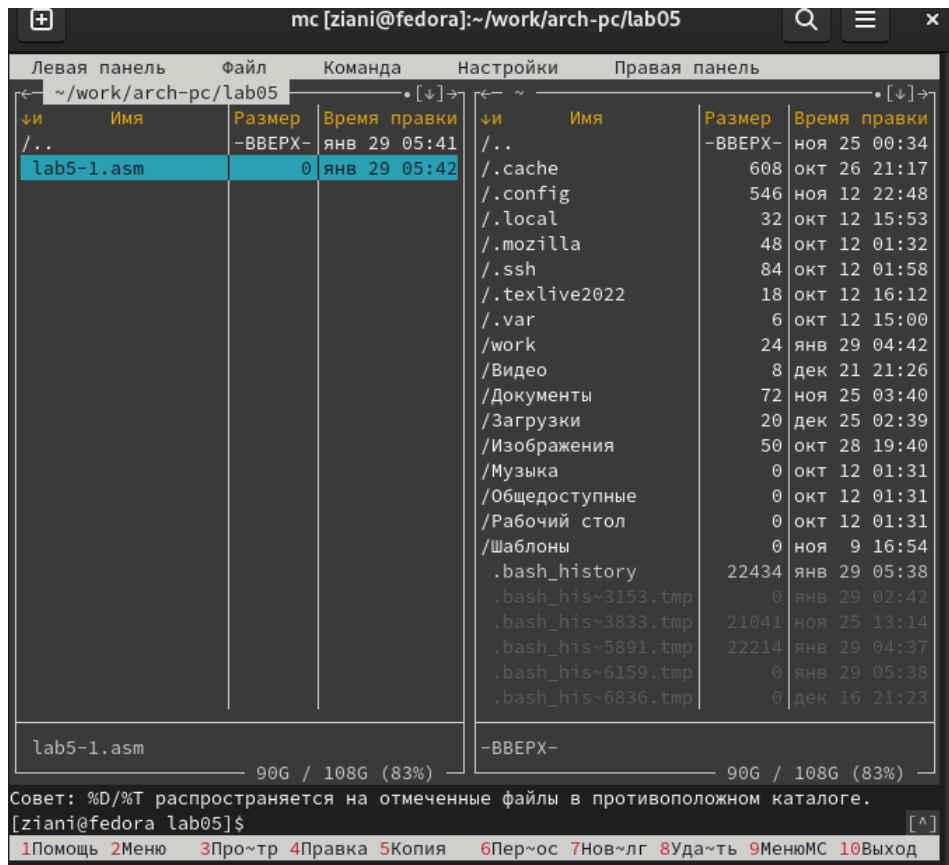 mc [ziani@fedora]:~/work/arch-pc/lab05
Левая панель Файл Команда Настройки Правая панель
~/work/arch-pc/lab05 •[↓]→
↓и Имя Размер Время правки
/.. -ВВЕРХ- янв 29 05:41
lab5-1.asm 0 янв 29 05:42
lab5-1.asm
90G / 108G (83%)
~ •[↓]→
↓и Имя Размер Время правки
/.. -ВВЕРХ- ноя 25 00:34
/.cache 608 окт 26 21:17
/.config 546 ноя 12 22:48
/.local 32 окт 12 15:53
/.mozilla 48 окт 12 01:32
/.ssh 84 окт 12 01:58
/.texlive2022 18 окт 12 16:12
/.var 6 окт 12 15:00
/work 24 янв 29 04:42
/Видео 8 дек 21 21:26
/Документы 72 ноя 25 03:40
/Загрузки 20 дек 25 02:39
/Изображения 50 окт 28 19:40
/Музыка 0 окт 12 01:31
/Общедоступные 0 окт 12 01:31
/Рабочий стол 0 окт 12 01:31
/Шаблоны 0 ноя 9 16:54
.bash_history 22434 янв 29 05:38
.bash_his~3153.tmp 0 янв 29 02:42
.bash_his~3833.tmp 21041 ноя 25 13:14
.bash_his~5891.tmp 22214 янв 29 04:37
.bash_his~6159.tmp 0 янв 29 05:38
.bash_his~6836.tmp 0 дек 16 21:23
-ВВЕРХ-
90G / 108G (83%)
Совет: %D/%T распространяется на отмеченные файлы в противоположном каталоге.
[ziani@fedora lab05]$ [^]
1Помощь 2Меню 3Про~тр 4Правка 5Копия 6Пер~ос 7Нов~лг 8Уда~ть 9МенюMC 10Выход